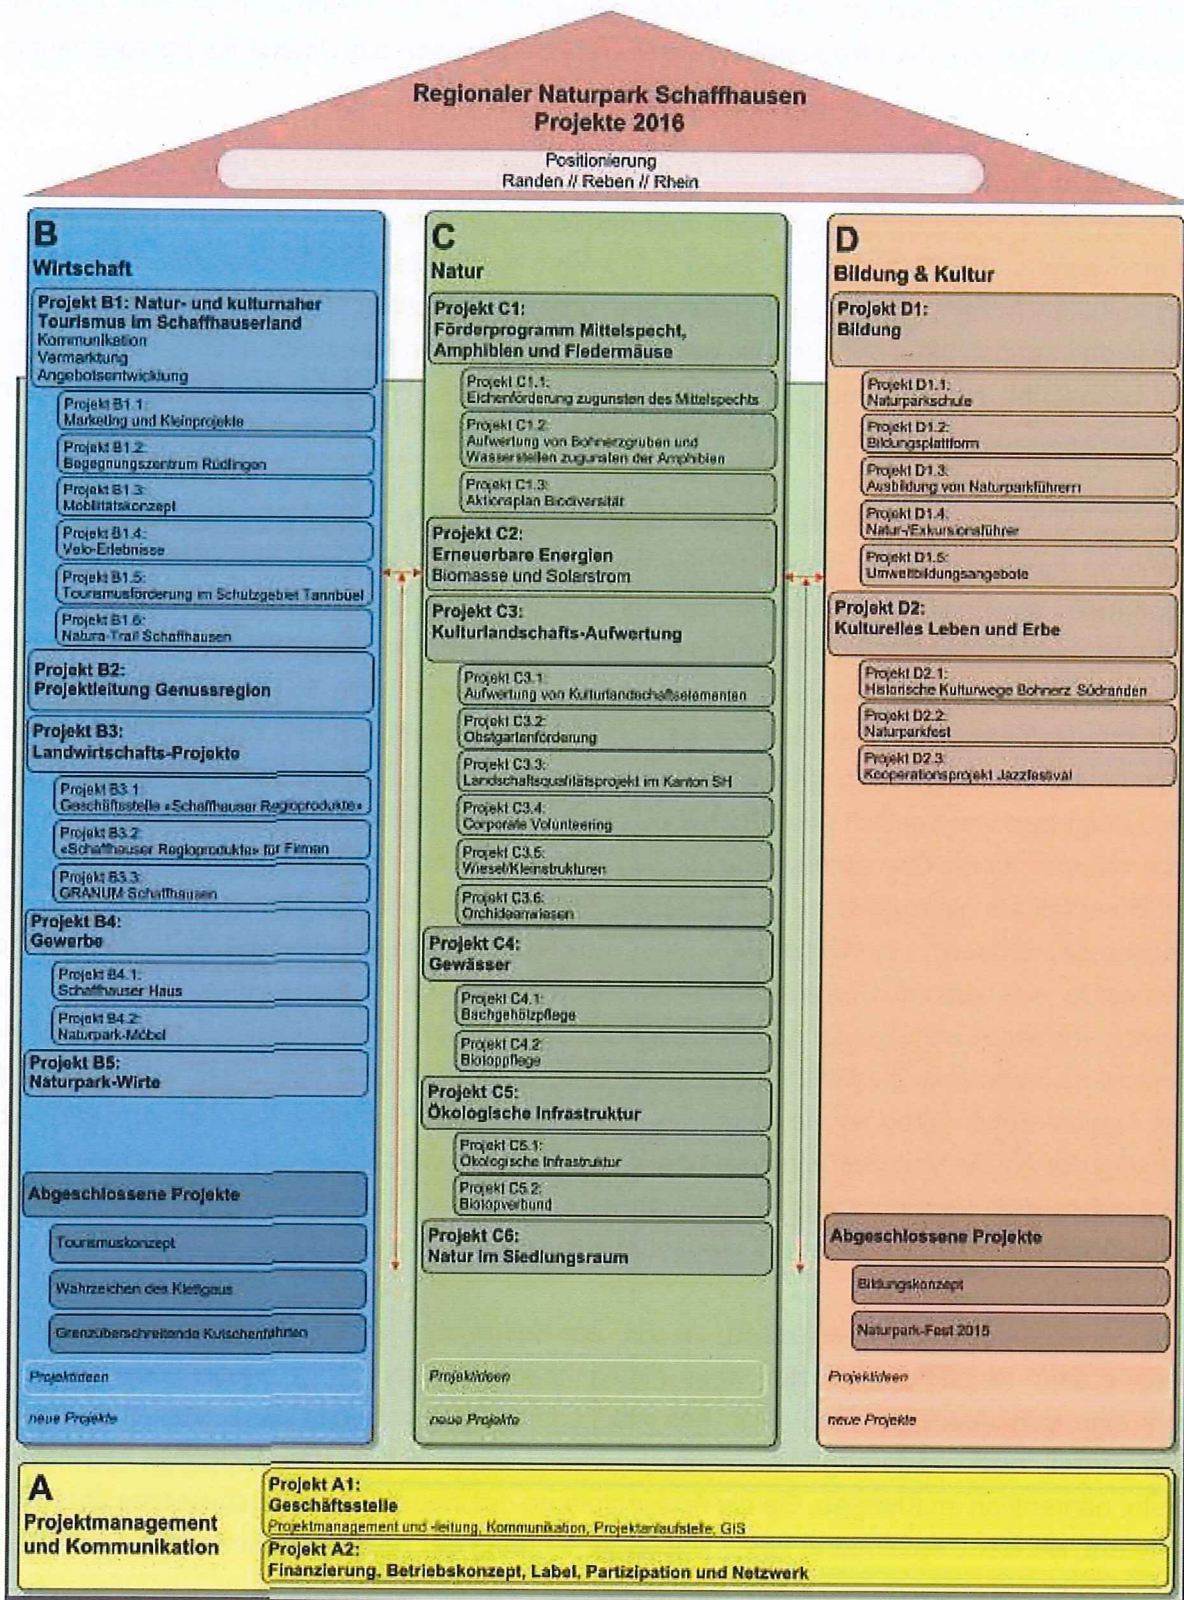 Regionaler Naturpark Schaffhausen
Projekte 2016
Positionierung
Randen // Reben // Rhein
B
Wirtschaft
Projekt B1: Natur- und kulturnaher
Tourismus im Schaffhauserland
Kommunikation
Vermarktung
Angebotsentwicklung
Projekt B1.1:
Marketing und Kleinprojekte
Projekt B1.2:
Begegnungszentrum Rüdlingen
Projekt B1.3:
Mobilitätskonzept
Projekt B1.4:
Velo-Erlebnisse
Projekt B1.5:
Tourismusförderung im Schutzgebiet Tannbüel
Projekt B1.6:
Natura-Trail Schaffhausen
Projekt B2:
Projektleitung Genussregion
Projekt B3:
Landwirtschafts-Projekte
Projekt B3.1:
Geschäftsstelle «Schaffhauser Regioprodukte»
Projekt B3.2:
«Schaffhauser Regioprodukte» für Firmen
Projekt B3.3:
GRANUM Schaffhausen
Projekt B4:
Gewerbe
Projekt B4.1:
Schaffhauser Haus
Projekt B4.2:
Naturpark-Möbel
Projekt B5:
Naturpark-Wirte
Abgeschlossene Projekte
Tourismuskonzept
Wahrzeichen des Klettgaus
Grenzüberschreitende Kutschenfahrten
Projektideen
neue Projekte
C
Natur
Projekt C1:
Förderprogramm Mittelspecht,
Amphibien und Fledermäuse
Projekt C1.1:
Eichenförderung zugunsten des Mittelspechts
Projekt C1.2:
Aufwertung von Bohnerzgruben und
Wasserstellen zugunsten der Amphibien
Projekt C1.3:
Aktionsplan Biodiversität
Projekt C2:
Erneuerbare Energien
Biomasse und Solarstrom
Projekt C3:
Kulturlandschafts-Aufwertung
Projekt C3.1:
Aufwertung von Kulturlandschaftselementen
Projekt C3.2:
Obstgartenförderung
Projekt C3.3:
Landschaftsqualitätsprojekt im Kanton SH
Projekt C3.4:
Corporate Volunteering
Projekt C3.5:
Wiesel/Kleinstrukturen
Projekt C3.6:
Orchideenwiesen
Projekt C4:
Gewässer
Projekt C4.1:
Bachgehölzpflege
Projekt C4.2:
Biotoppflege
Projekt C5:
Ökologische Infrastruktur
Projekt C5.1:
Ökologische Infrastruktur
Projekt C5.2:
Biotopverbund
Projekt C6:
Natur im Siedlungsraum
Projektideen
neue Projekte
D
Bildung & Kultur
Projekt D1:
Bildung
Projekt D1.1:
Naturparkschule
Projekt D1.2:
Bildungsplattform
Projekt D1.3:
Ausbildung von Naturparkführern
Projekt D1.4:
Natur-/Exkursionsführer
Projekt D1.5:
Umweltbildungsangebote
Projekt D2:
Kulturelles Leben und Erbe
Projekt D2.1:
Historische Kulturwege Bohnerz Südranden
Projekt D2.2:
Naturparkfest
Projekt D2.3:
Kooperationsprojekt Jazzfestival
Abgeschlossene Projekte
Bildungskonzept
Naturpark-Fest 2015
Projektideen
neue Projekte
A
Projektmanagement
und Kommunikation
Projekt A1:
Geschäftsstelle
Projektmanagement und -leitung, Kommunikation, Projektanlaufstelle, GIS
Projekt A2:
Finanzierung, Betriebskonzept, Label, Partizipation und Netzwerk